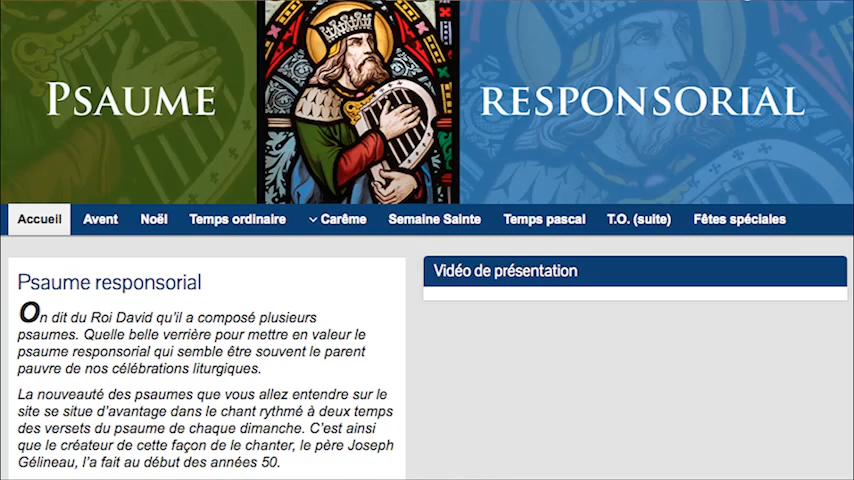 PSAUME RESPONSORIAL
Accueil Avent Noël Temps ordinaire Carême Semaine Sainte Temps pascal T.O. (suite) Fêtes spéciales
Psaume responsorial
On dit du Roi David qu'il a composé plusieurs
psaumes. Quelle belle verrière pour mettre en valeur le
psaume responsorial qui semble être souvent le parent
pauvre de nos célébrations liturgiques.
La nouveauté des psaumes que vous allez entendre sur le
site se situe d'avantage dans le chant rythmé à deux temps
des versets du psaume de chaque dimanche. C'est ainsi
que le créateur de cette façon de le chanter, le père Joseph
Gélineau, l'a fait au début des années 50.
Vidéo de présentation